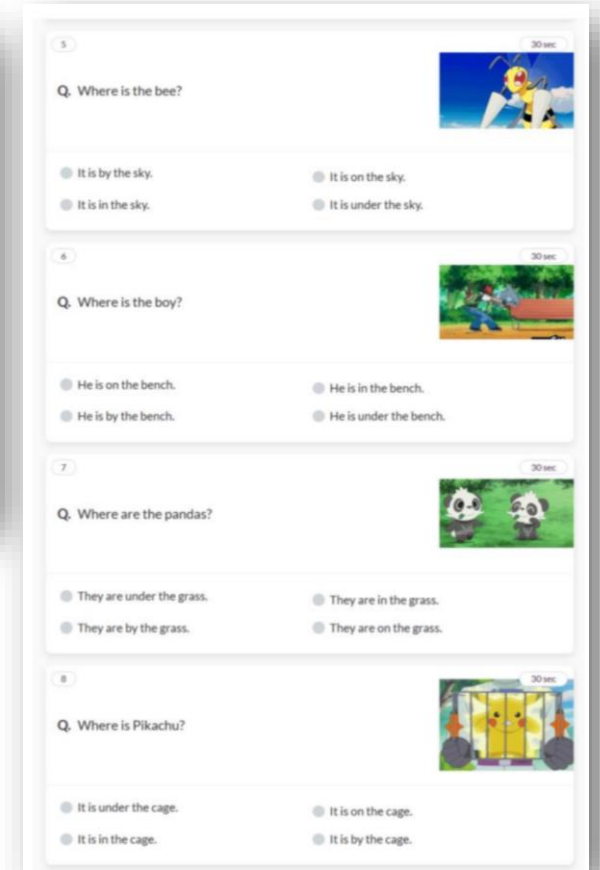 5
30 sec
Q. Where is the bee?
It is by the sky.
It is on the sky.
It is in the sky.
It is under the sky.
6
30 sec
Q. Where is the boy?
He is on the bench.
He is in the bench.
He is by the bench.
He is under the bench.
7
30 sec
Q. Where are the pandas?
They are under the grass.
They are in the grass.
They are by the grass.
They are on the grass.
8
30 sec
Q. Where is Pikachu?
It is under the cage.
It is on the cage.
It is in the cage.
It is by the cage.